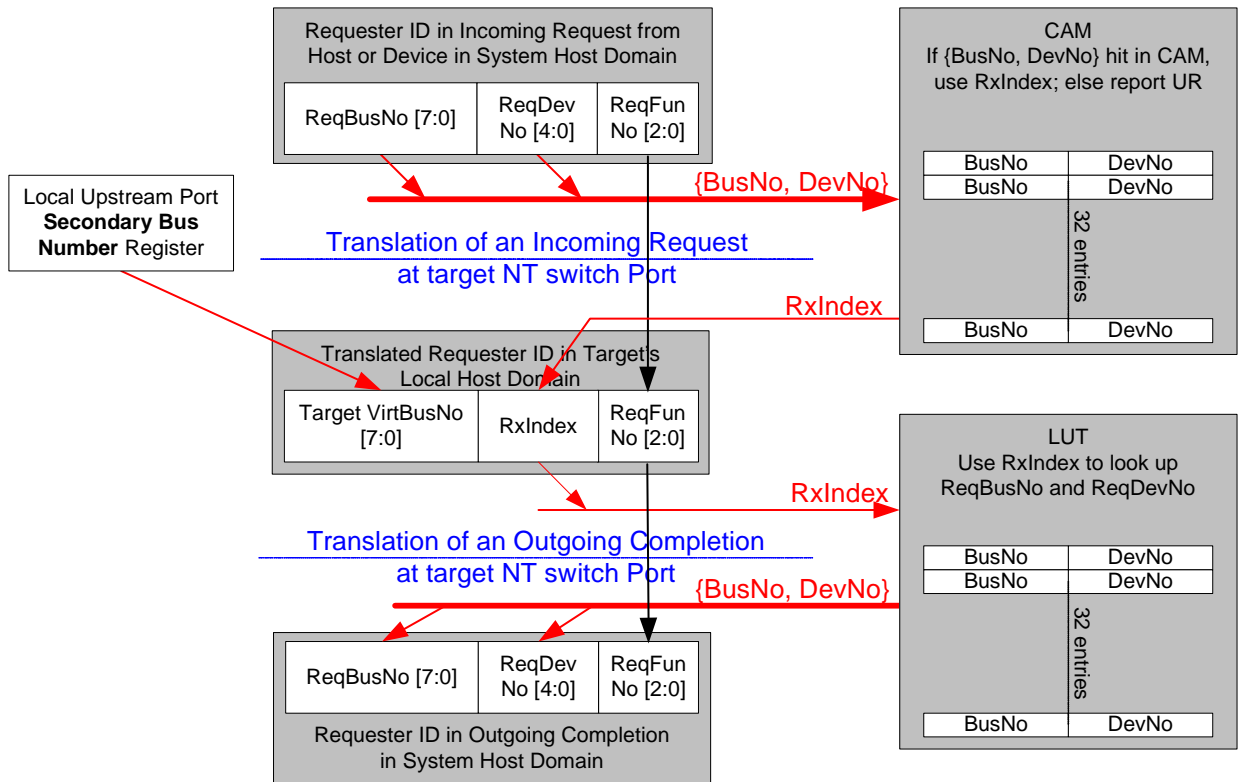 Requester ID in Incoming Request from
Host or Device in System Host Domain
ReqBusNo [7:0]
ReqDev
No [4:0]
ReqFun
No [2:0]
CAM
If {BusNo, DevNo} hit in CAM,
use RxIndex; else report UR
BusNo DevNo
BusNo DevNo
32 entries
BusNo DevNo
{BusNo, DevNo}
Local Upstream Port
Secondary Bus
Number Register
Translation of an Incoming Request
at target NT switch Port
RxIndex
Translated Requester ID in Target's
Local Host Domain
Target VirtBusNo
[7:0]
RxIndex
ReqFun
No [2:0]
RxIndex
LUT
Use RxIndex to look up
ReqBusNo and ReqDevNo
BusNo DevNo
BusNo DevNo
32 entries
BusNo DevNo
Translation of an Outgoing Completion
at target NT switch Port
{BusNo, DevNo}
ReqBusNo [7:0]
ReqDev
No [4:0]
ReqFun
No [2:0]
Requester ID in Outgoing Completion
in System Host Domain